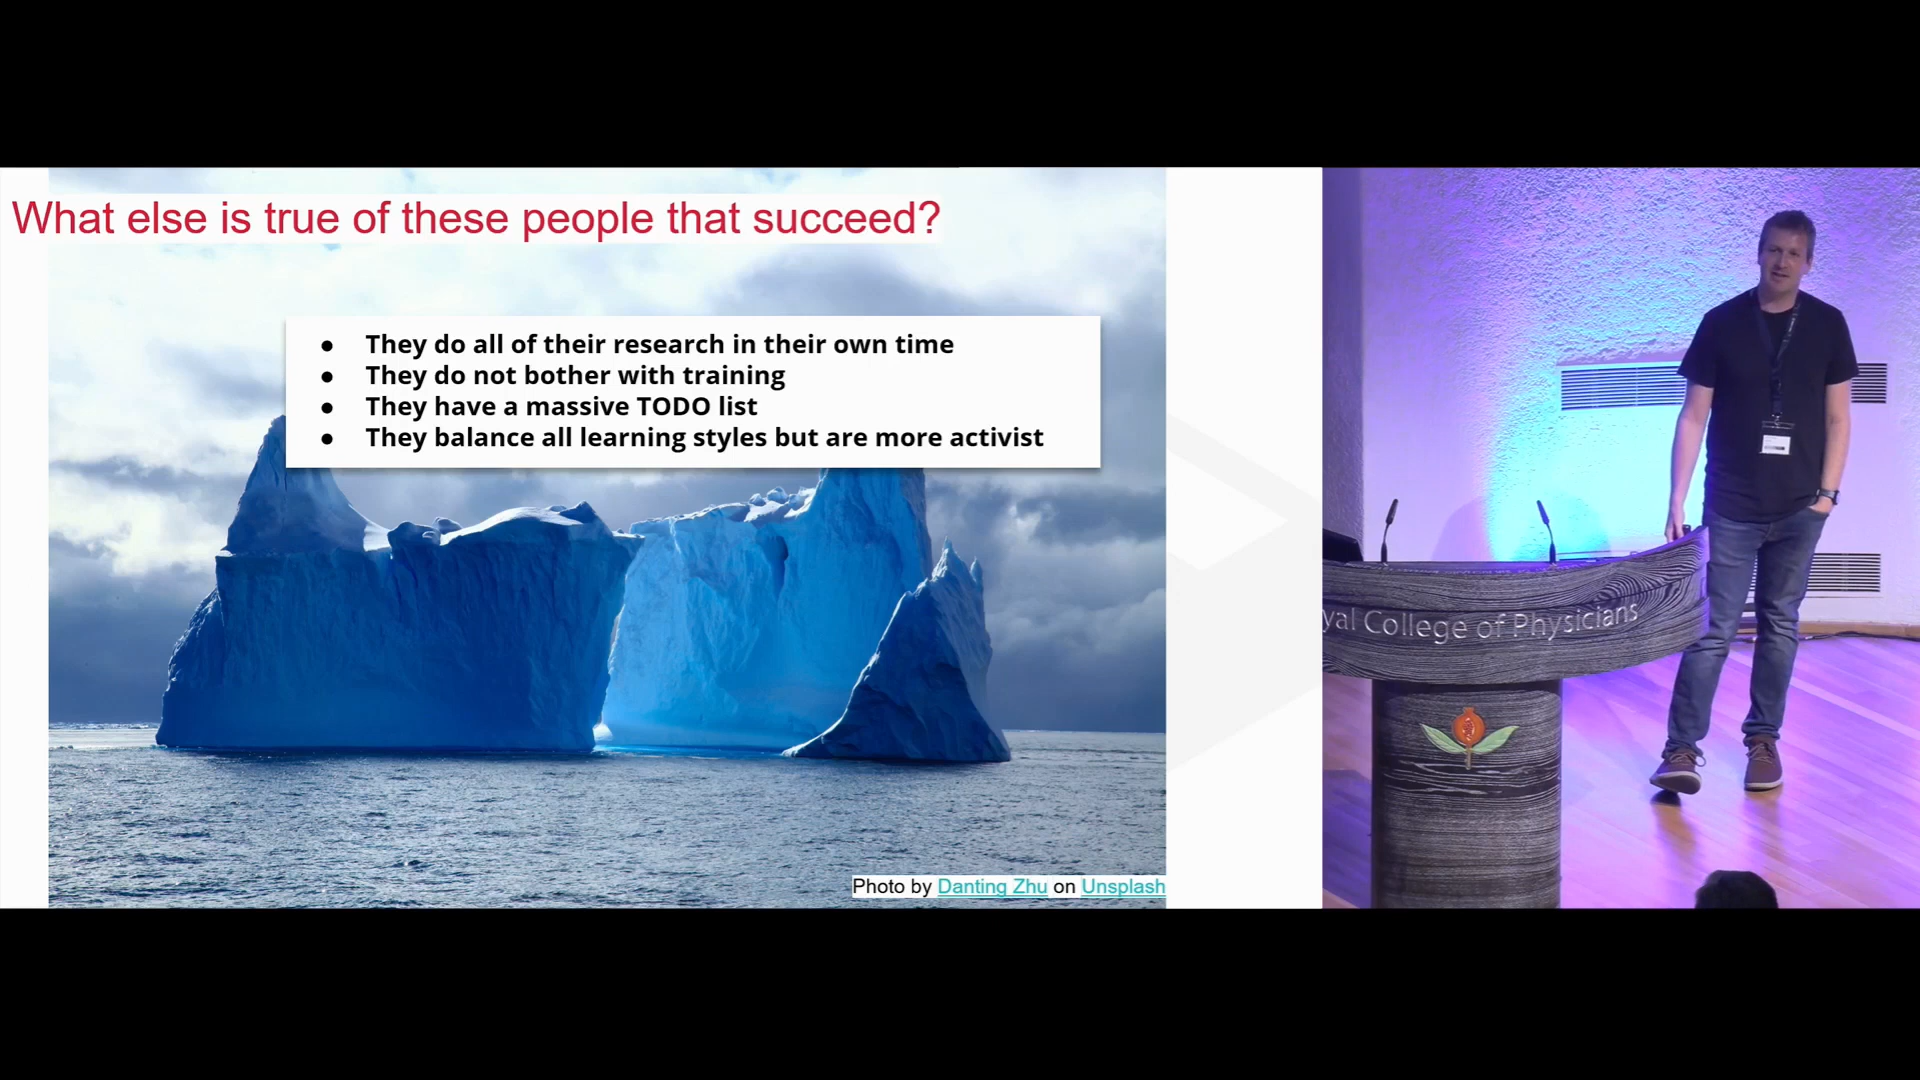 What else is true of these people that succeed?
● They do all of their research in their own time
● They do not bother with training
● They have a massive TODO list
● They balance all learning styles but are more activist
Photo by Danting Zhu on Unsplash
yal College of Physicians